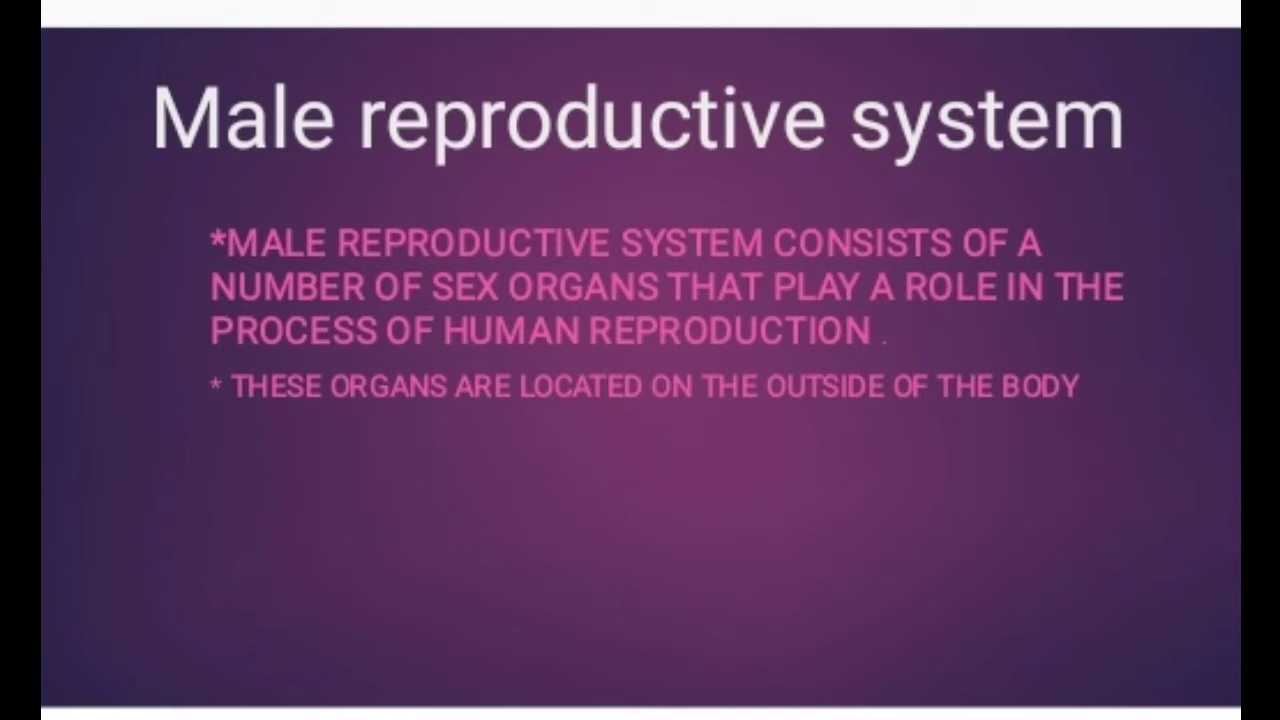 Male reproductive system
*MALE REPRODUCTIVE SYSTEM CONSISTS OF A
NUMBER OF SEX ORGANS THAT PLAY A ROLE IN THE
PROCESS OF HUMAN REPRODUCTION .
* THESE ORGANS ARE LOCATED ON THE OUTSIDE OF THE BODY